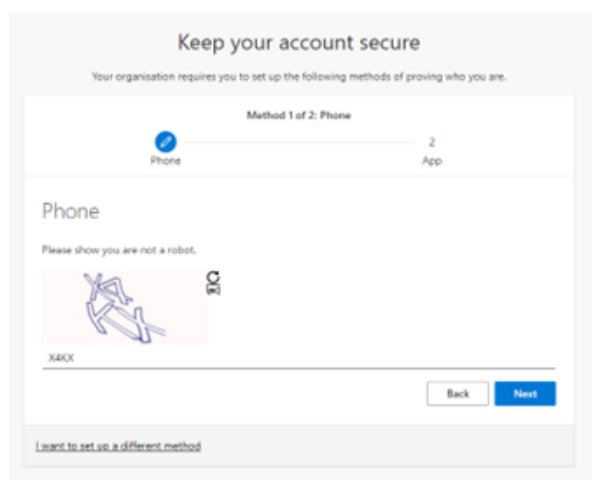 Keep your account secure
Your organisation requires you to set up the following methods of proving who you are.
Method 1 of 2: Phone
2
Phone
App
Phone
Please show you are not a robot.
X4KX
Back
Next
I want to set up a different method